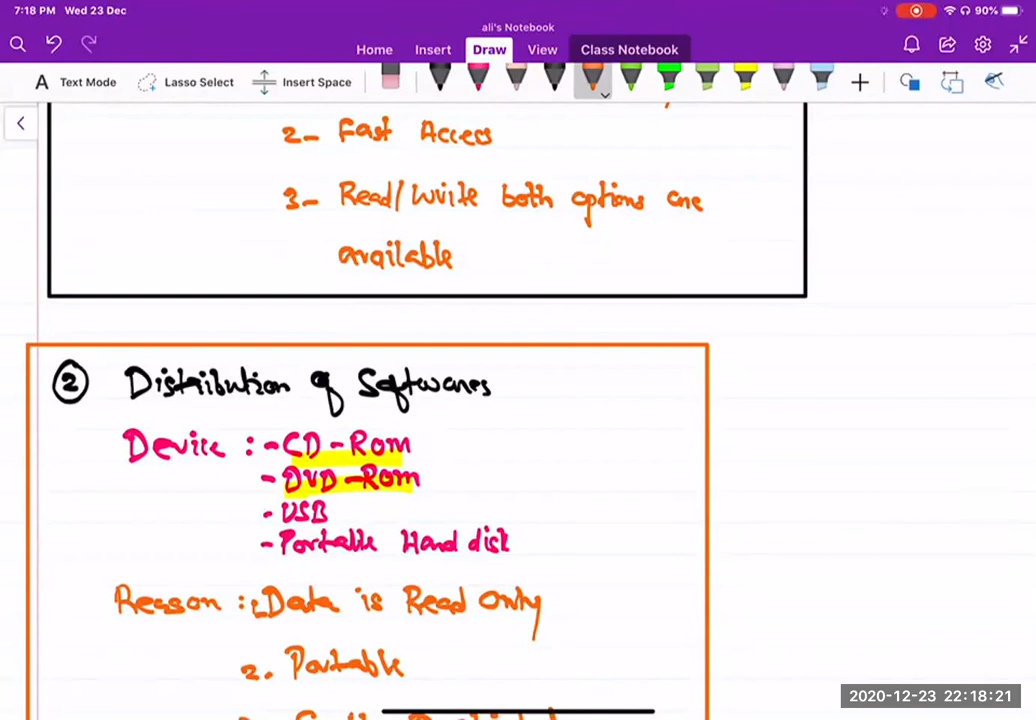 7:18 PM Wed 23 Dec
90%
ali's Notebook
Home Insert Draw View Class Notebook
A Text Mode Lasso Select Insert Space
2- Fast Access
3- Read/Write both options are
available
2 Distribution of Softwares
Device :- CD-Rom
- DVD-Rom
- USB
- Portable Hard disk
Reason : 1. Data is Read Only
2. Portable
2020-12-23 22:18:21